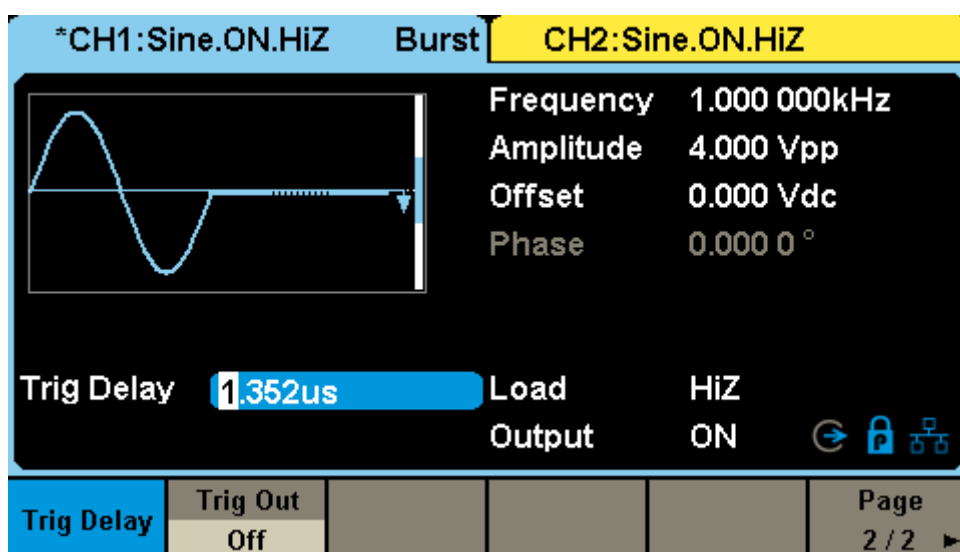 *CH1:Sine.ON.HiZ Burst CH2:Sine.ON.HiZ
Frequency 1.000 000kHz
Amplitude 4.000 Vpp
Offset 0.000 Vdc
Phase 0.000 0 °
Trig Delay 1.352us Load HiZ
Output ON P
Trig Delay Trig Out Off Page 2/2